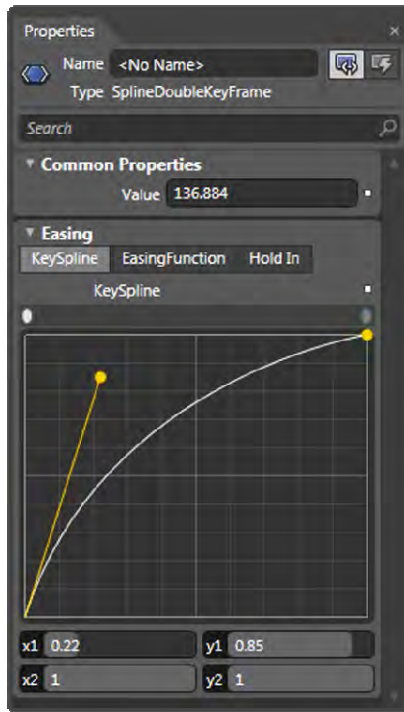 Properties
Name <No Name>
Type SplineDoubleKeyFrame
Search
Common Properties
Value 136.884
Easing
KeySpline EasingFunction Hold In
KeySpline
x1 0.22 y1 0.85
x2 1 y2 1